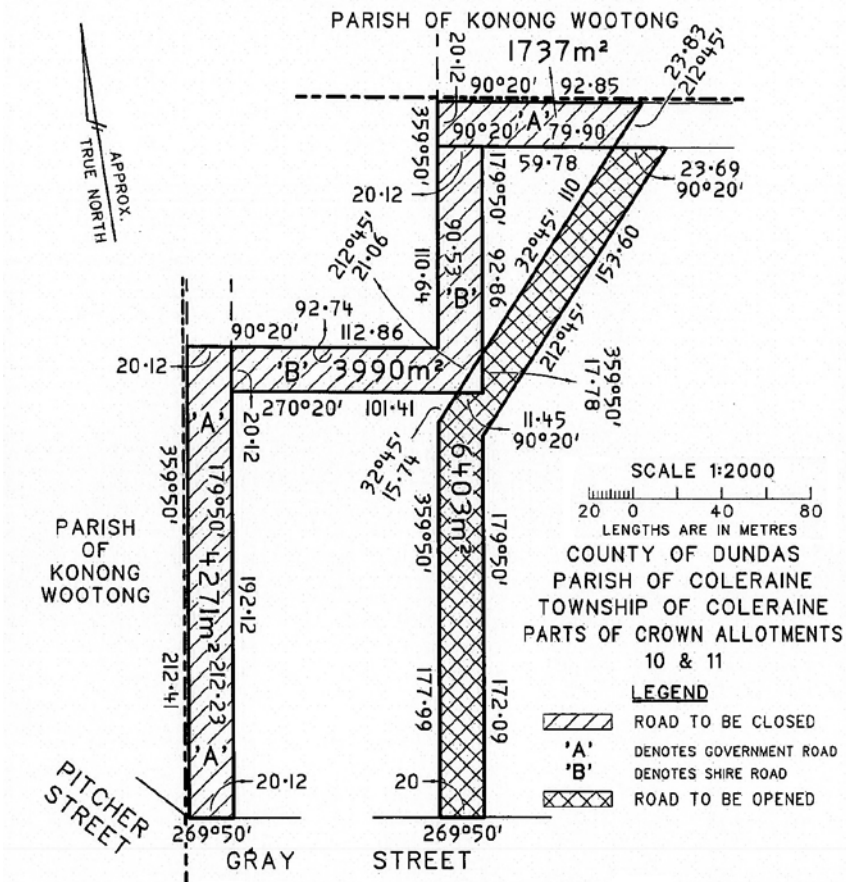 PARISH OF KONONG WOOTONG
1737m²
20·12
23·83
212°45'
90°20' 92·85
'A'
90°20' 79·90
359°50'
59·78
23·69
90°20'
20·12
179°50'
110
32°45'
APPROX.
TRUE NORTH
212°45'
21·06
110·64
90·53
'B'
92·86
153·60
212°45'
92·74
90°20' 112·86
359°50'
17·78
20·12
'B' 3990m²
20·12
270°20' 101·41
11·45
90°20'
'A'
32°45'
15·74
6403m²
359°50'
179°50'
359°50'
179°50'
SCALE 1:2000
20 0 40 80
LENGTHS ARE IN METRES
PARISH
OF
KONONG
WOOTONG
COUNTY OF DUNDAS
PARISH OF COLERAINE
TOWNSHIP OF COLERAINE
PARTS OF CROWN ALLOTMENTS
10 & 11
4271m²
192·12
212·41
212·23
177·99
172·09
LEGEND
ROAD TO BE CLOSED
'A' DENOTES GOVERNMENT ROAD
'B' DENOTES SHIRE ROAD
ROAD TO BE OPENED
'A'
20·12
20
PITCHER
STREET
269°50'
269°50'
GRAY STREET